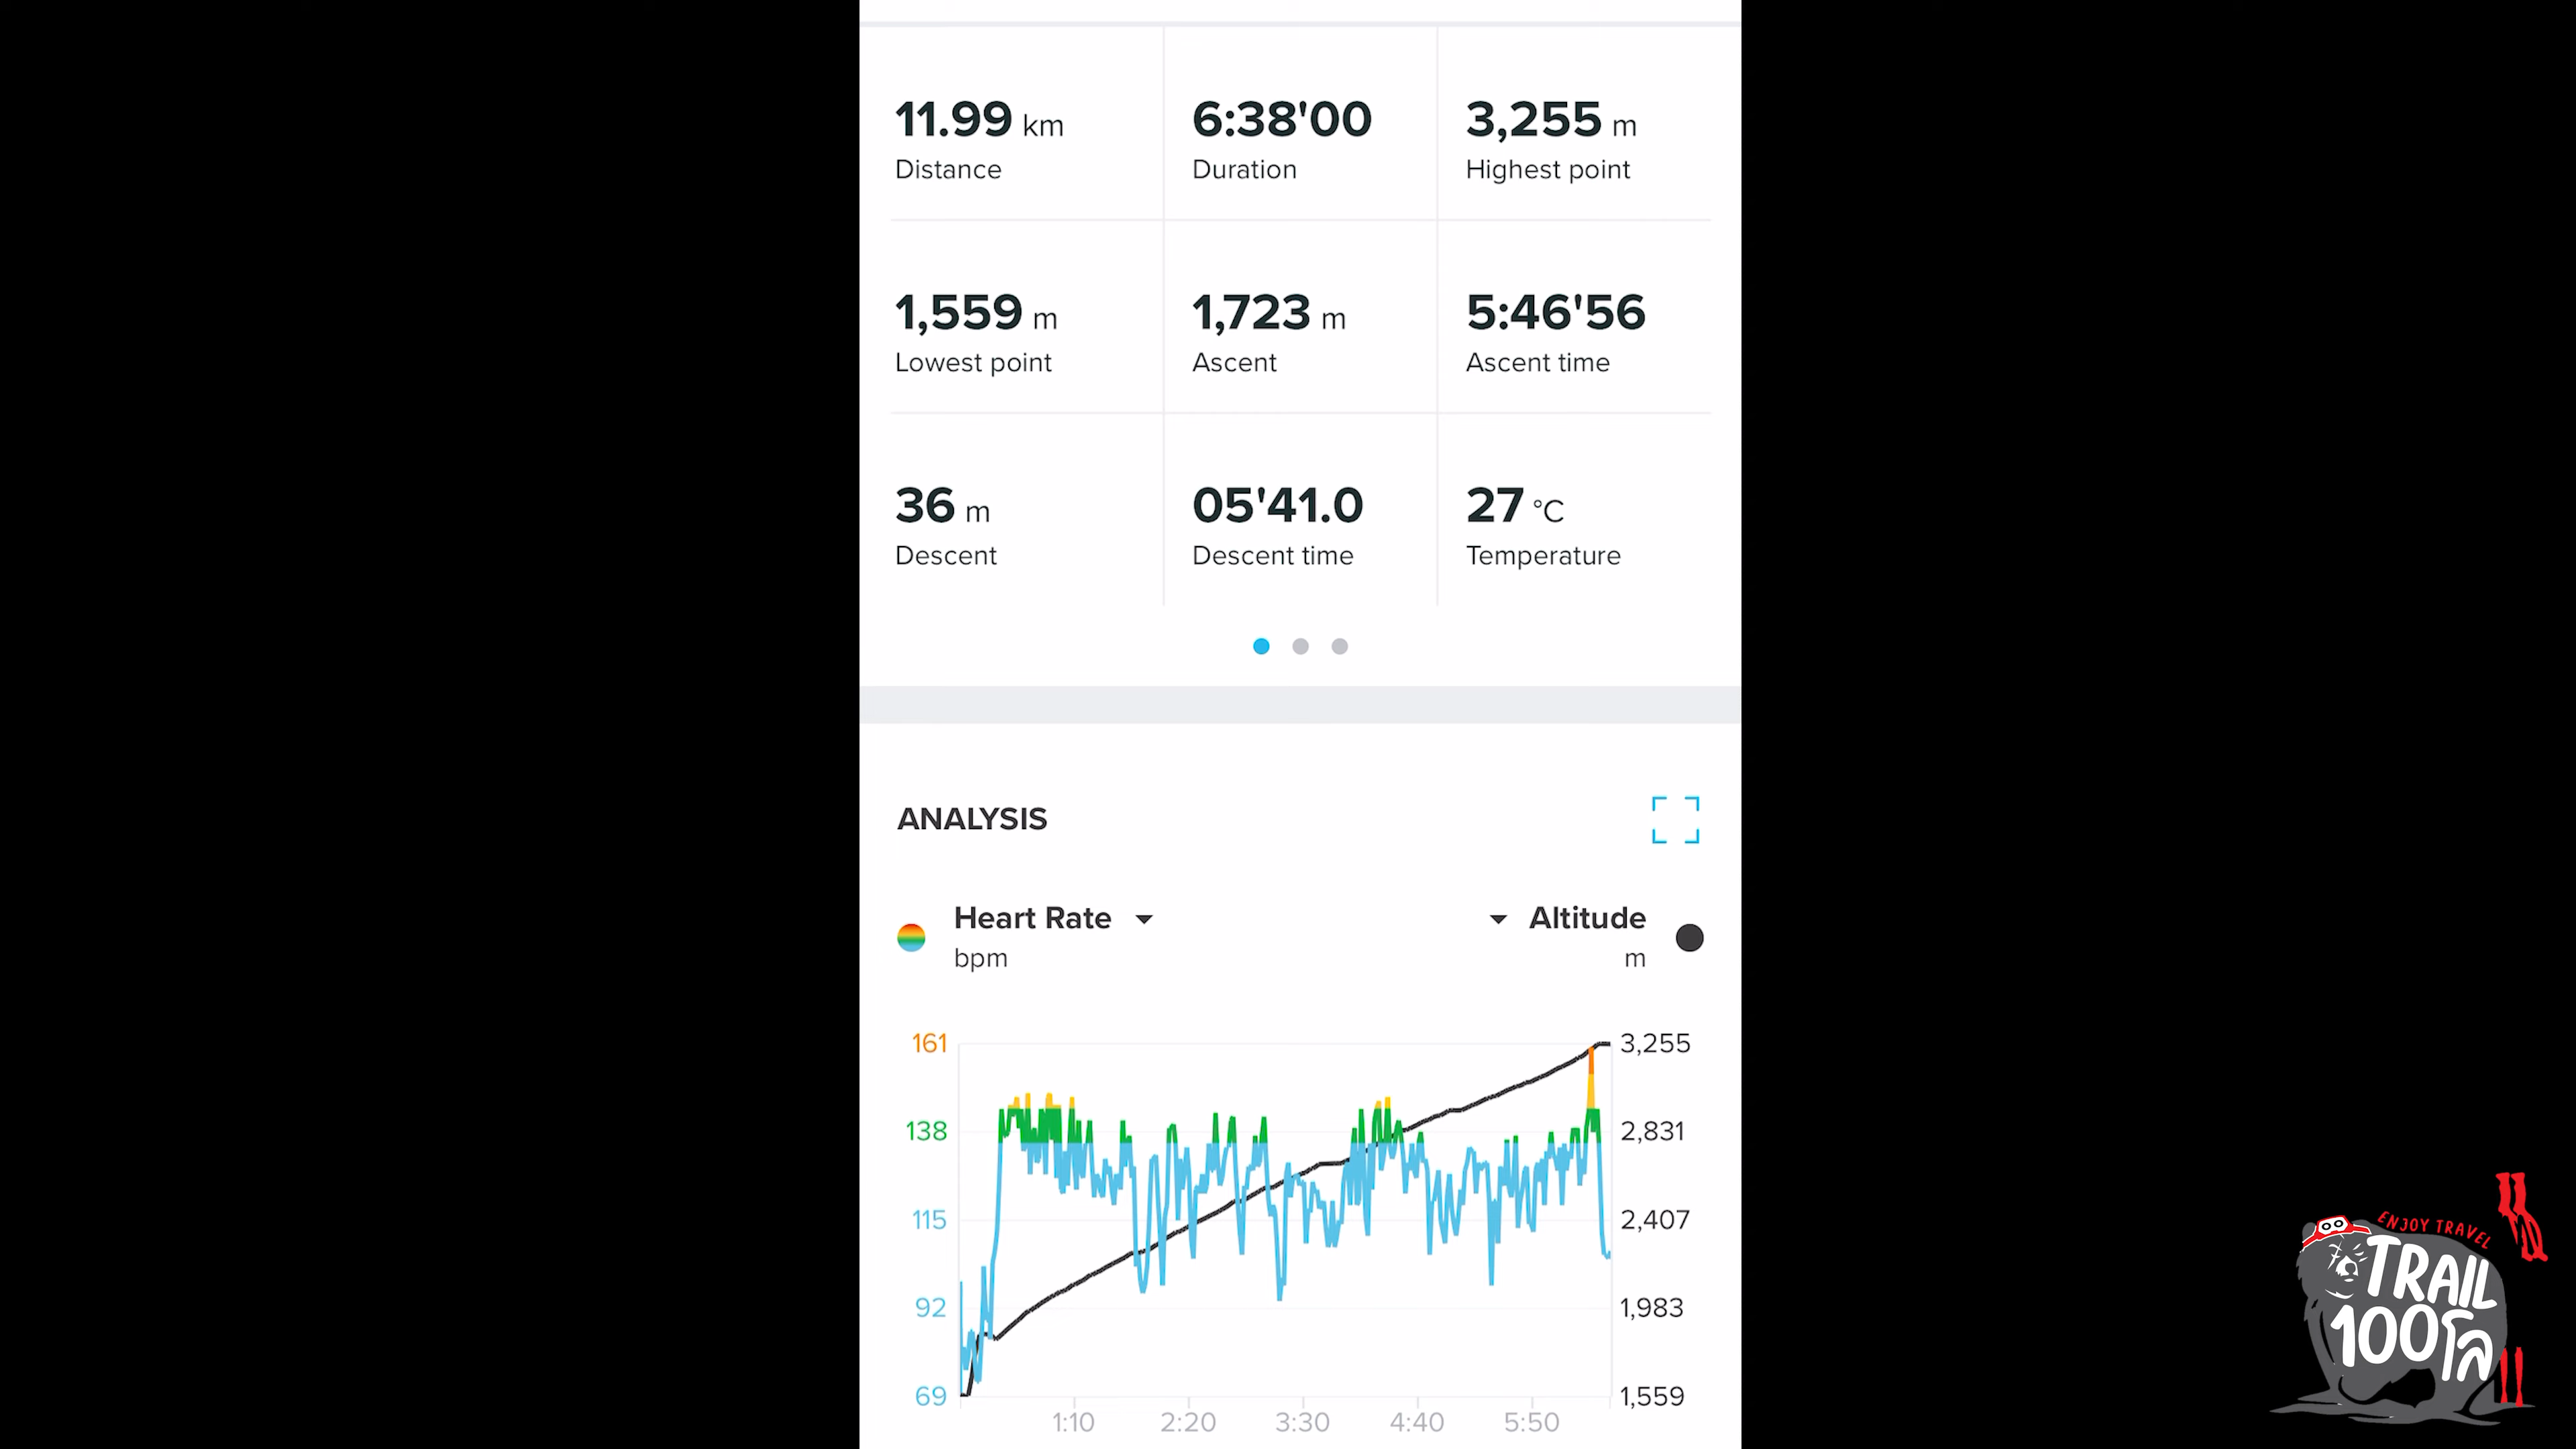 11.99 km
Distance
6:38'00
Duration
3,255 m
Highest point
1,559 m
Lowest point
1,723 m
Ascent
5:46'56
Ascent time
36 m
Descent
05'41.0
Descent time
27 °C
Temperature
ANALYSIS
Heart Rate
bpm
Altitude
m
161
138
115
92
69
3,255
2,831
2,407
1,983
1,559
1:10
2:20
3:30
4:40
5:50
ENJOY TRAVEL
TRAIL
100โล